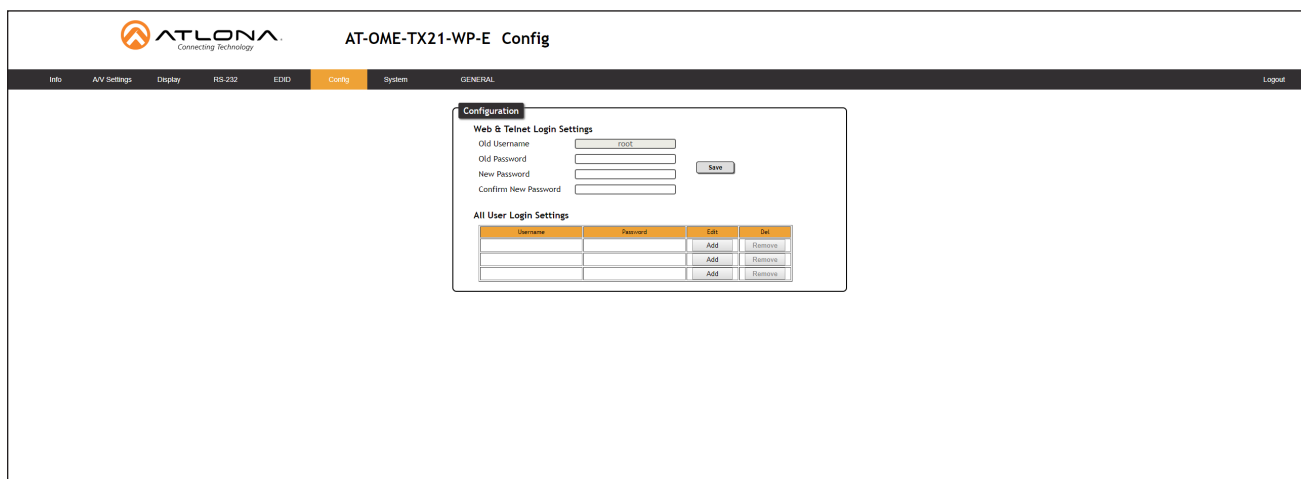 ATLONA.
Connecting Technology
AT-OME-TX21-WP-E Config
Info A/V Settings Display RS-232 EDID Config System GENERAL Logout
Configuration
Web & Telnet Login Settings
Old Username root
Old Password
Save
New Password
Confirm New Password
All User Login Settings
Username Password Edit Del
Add Remove
Add Remove
Add Remove